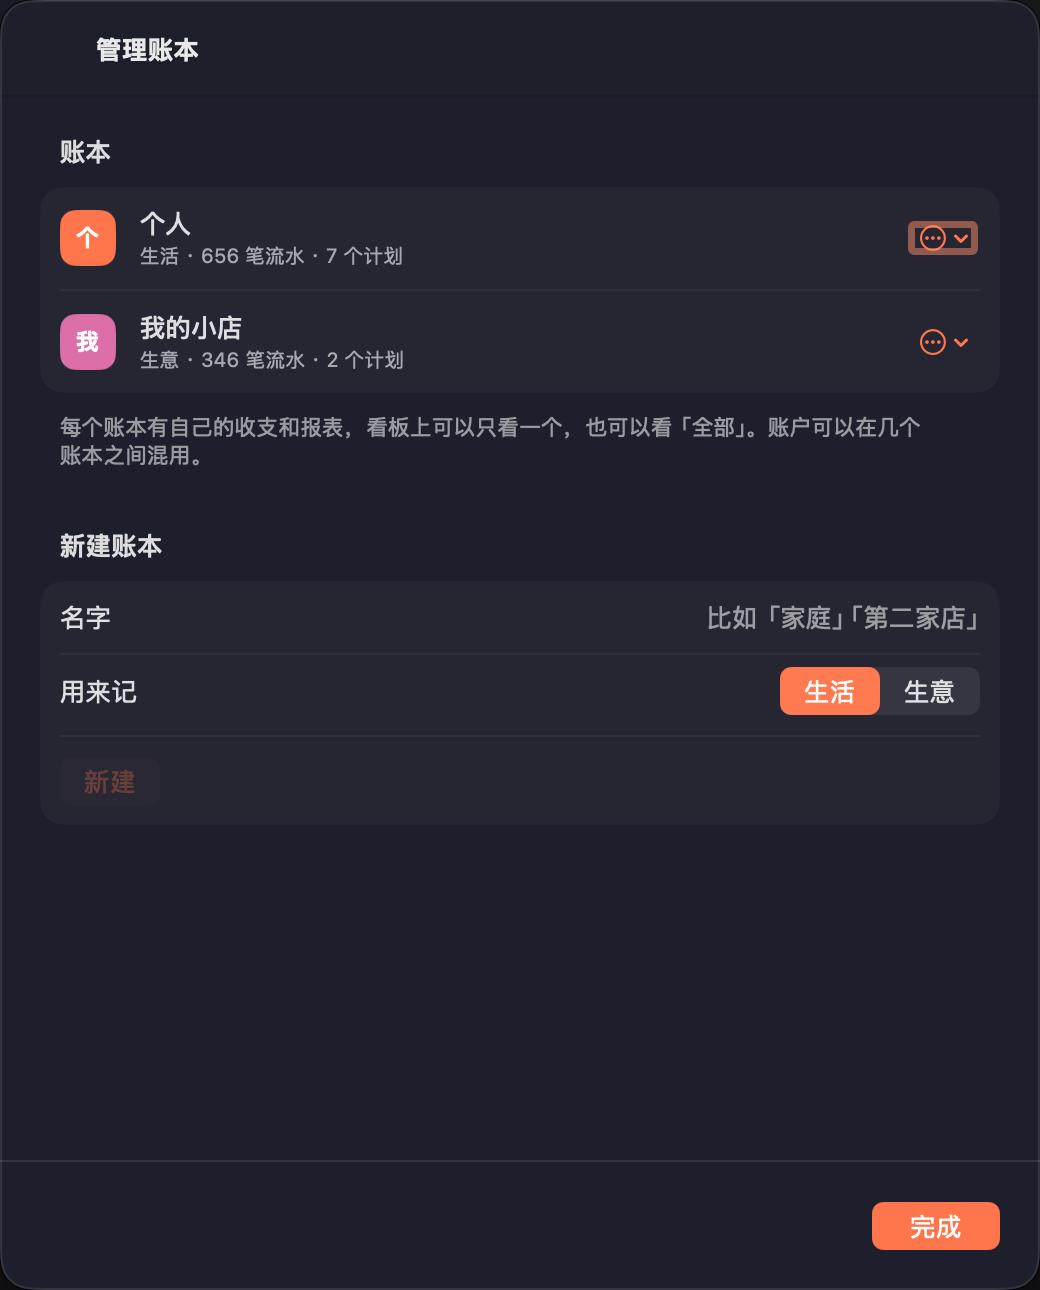 管理账本
账本
个
个人
生活 · 656 笔流水 · 7 个计划
我
我的小店
生意 · 346 笔流水 · 2 个计划
每个账本有自己的收支和报表，看板上可以只看一个，也可以看「全部」。账户可以在几个
账本之间混用。
新建账本
名字 比如「家庭」「第二家店」
用来记 生活 生意
新建
完成